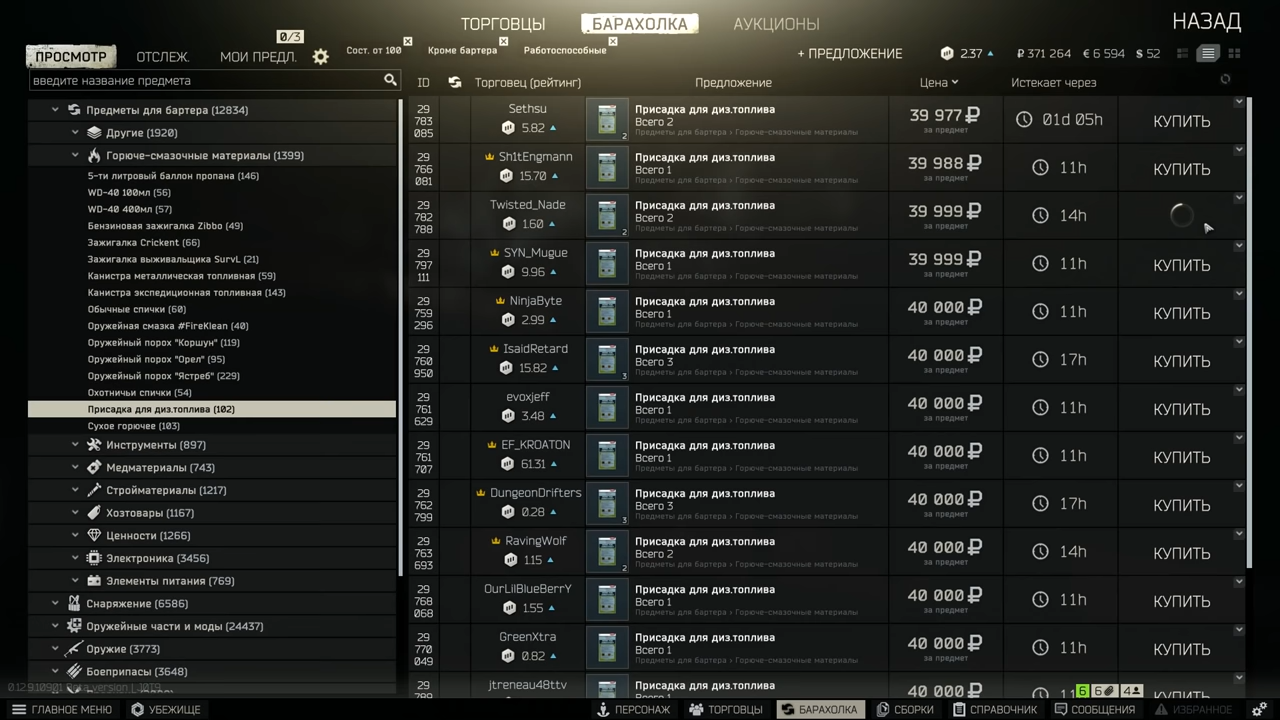 ТОРГОВЦЫ БАРАХОЛКА АУКЦИОНЫ НАЗАД
0/3
ПРОСМОТР ОТСЛЕЖ. МОИ ПРЕДЛ. Сост. от 100 Кроме бартера Работоспособные + ПРЕДЛОЖЕНИЕ 2.37 ₽ 371 264 € 6 594 $ 52
введите название предмета
ID Торговец (рейтинг) Предложение Цена Истекает через
Предметы для бартера (12834)
Другие (1920)
Горюче-смазочные материалы (1399)
5-ти литровый баллон пропана (146)
WD-40 100мл (56)
WD-40 400мл (57)
Бензиновая зажигалка Zibbo (49)
Зажигалка Crickent (66)
Зажигалка выживальщика SurvL (21)
Канистра металлическая топливная (59)
Канистра экспедиционная топливная (143)
Обычные спички (60)
Оружейная смазка #FireKlean (40)
Оружейный порох "Коршун" (119)
Оружейный порох "Орел" (95)
Оружейный порох "Ястреб" (229)
Охотничьи спички (54)
Присадка для диз.топлива (102)
Сухое горючее (103)
Инструменты (897)
Медматериалы (743)
Стройматериалы (1217)
Хозтовары (1167)
Ценности (1266)
Электроника (3456)
Элементы питания (769)
Снаряжение (6586)
Оружейные части и моды (24437)
Оружие (3773)
Боеприпасы (3648)
29 783 085 Sethsu 5.82 2 Присадка для диз.топлива Всего 2 Предметы для бартера › Горюче-смазочные материалы 39 977 ₽ за предмет 01d 05h КУПИТЬ
29 766 081 Sh1tEngmann 15.70 Присадка для диз.топлива Всего 1 Предметы для бартера › Горюче-смазочные материалы 39 988 ₽ за предмет 11h КУПИТЬ
29 782 788 Twisted_Nade 1.60 2 Присадка для диз.топлива Всего 2 Предметы для бартера › Горюче-смазочные материалы 39 999 ₽ за предмет 14h
29 797 111 SYN_Mugue 9.96 Присадка для диз.топлива Всего 1 Предметы для бартера › Горюче-смазочные материалы 39 999 ₽ за предмет 11h КУПИТЬ
29 759 296 NinjaByte 2.99 Присадка для диз.топлива Всего 1 Предметы для бартера › Горюче-смазочные материалы 40 000 ₽ за предмет 11h КУПИТЬ
29 760 950 IsaidRetard 15.82 3 Присадка для диз.топлива Всего 3 Предметы для бартера › Горюче-смазочные материалы 40 000 ₽ за предмет 17h КУПИТЬ
29 761 629 evoxjeff 3.48 Присадка для диз.топлива Всего 1 Предметы для бартера › Горюче-смазочные материалы 40 000 ₽ за предмет 11h КУПИТЬ
29 761 707 EF_KROATON 61.31 Присадка для диз.топлива Всего 1 Предметы для бартера › Горюче-смазочные материалы 40 000 ₽ за предмет 11h КУПИТЬ
29 762 799 DungeonDrifters 0.28 3 Присадка для диз.топлива Всего 3 Предметы для бартера › Горюче-смазочные материалы 40 000 ₽ за предмет 17h КУПИТЬ
29 763 693 RavingWolf 1.15 2 Присадка для диз.топлива Всего 2 Предметы для бартера › Горюче-смазочные материалы 40 000 ₽ за предмет 14h КУПИТЬ
29 768 068 OurLilBlueBerrY 1.55 Присадка для диз.топлива Всего 1 Предметы для бартера › Горюче-смазочные материалы 40 000 ₽ за предмет 11h КУПИТЬ
29 770 049 GreenXtra 0.82 Присадка для диз.топлива Всего 1 Предметы для бартера › Горюче-смазочные материалы 40 000 ₽ за предмет 11h КУПИТЬ
29 jtreneau48ttv Присадка для диз.топлива 40 000 ₽ КУПИТЬ
6 6 4
ГЛАВНОЕ МЕНЮ УБЕЖИЩЕ ПЕРСОНАЖ ТОРГОВЦЫ БАРАХОЛКА СБОРКИ СПРАВОЧНИК СООБЩЕНИЯ ИЗБРАННОЕ